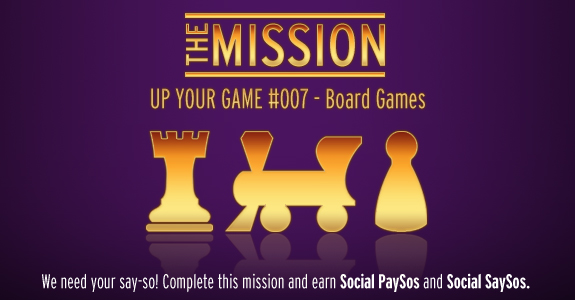 THE MISSION
UP YOUR GAME #007 - Board Games
We need your say-so! Complete this mission and earn Social PaySos and Social SaySos.